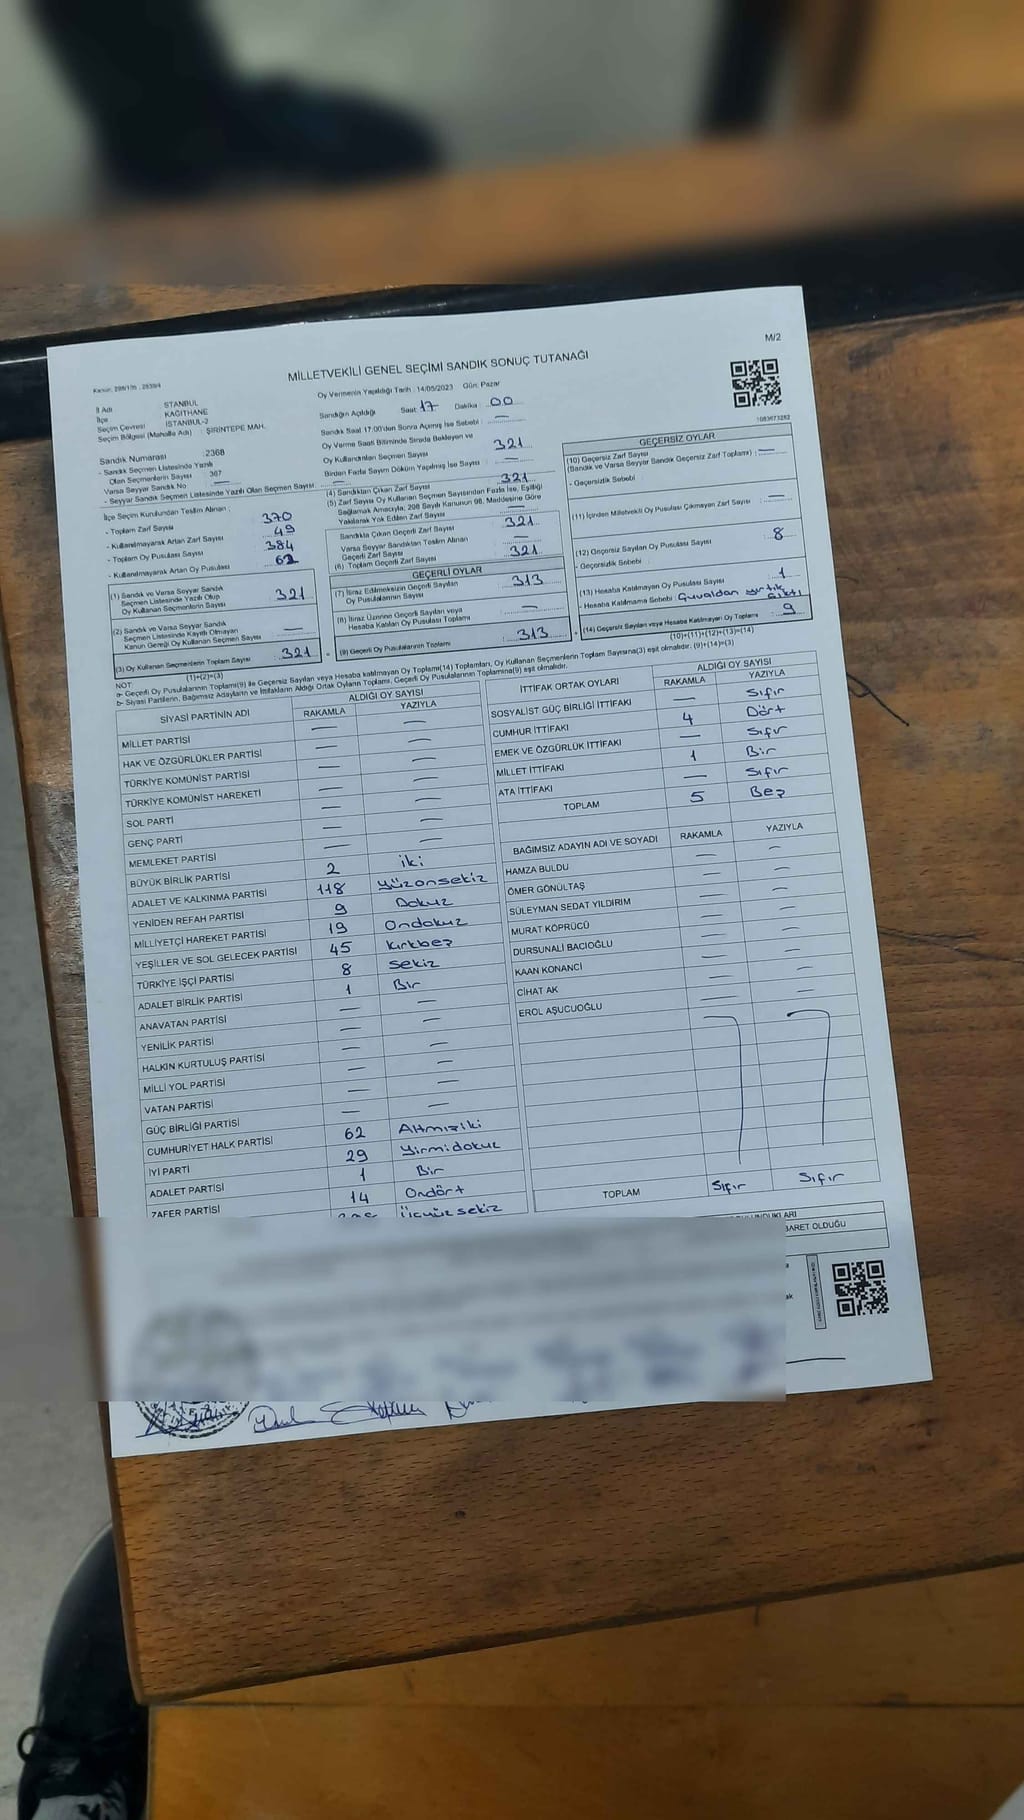 M/2
MİLLETVEKİLİ GENEL SEÇİMİ SANDIK SONUÇ TUTANAĞI
Oy Vermenin Yapıldığı Tarih : 14/05/2023 Gün: Pazar
İl Adı : İSTANBUL
İlçe : KAĞITHANE
Seçim Çevresi : İSTANBUL-2
Seçim Bölgesi (Mahalle Adı) : ŞİRİNTEPE MAH.
Sandık Numarası : 2368
- Sandık Seçmen Listesinde Yazılı
Olan Seçmenlerin Sayısı : 367
Varsa Seyyar Sandık No : —
- Seyyar Sandık Seçmen Listesinde Yazılı Olan Seçmen Sayısı : —
Sandığın Açıldığı Saat: 17 Dakika : 00
Sandık Saat 17:00'den Sonra Açılmış İse Sebebi : —
Oy Verme Saati Bitiminde Sırada Bekleyen ve
Oy Kullandırılan Seçmen Sayısı : 321
Birden Fazla Sayım Döküm Yapılmış İse Sayısı : —
İlçe Seçim Kurulundan Teslim Alınan :
- Toplam Zarf Sayısı 370
- Kullanılmayarak Artan Zarf Sayısı 49
- Toplam Oy Pusulası Sayısı 384
- Kullanılmayarak Artan Oy Pusulası 62
(1) Sandık ve Varsa Seyyar Sandık
Seçmen Listesinde Yazılı Olup
Oy Kullanan Seçmenlerin Sayısı 321
(2) Sandık ve Varsa Seyyar Sandık
Seçmen Listesinde Kayıtlı Olmayan
Kanun Gereği Oy Kullanan Seçmen Sayısı —
(3) Oy Kullanan Seçmenlerin Toplam Sayısı 321
(1)+(2)=(3)
(4) Sandıktan Çıkan Zarf Sayısı 321
(5) Zarf Sayısı Oy Kullanan Seçmen Sayısından Fazla İse, Eşitliği
Sağlamak Amacıyla; 298 Sayılı Kanunun 98. Maddesine Göre
Yakılarak Yok Edilen Zarf Sayısı —
Sandıkta Çıkan Geçerli Zarf Sayısı 321
Varsa Seyyar Sandıktan Teslim Alınan
Geçerli Zarf Sayısı —
(6) Toplam Geçerli Zarf Sayısı 321
GEÇERLİ OYLAR
(7) İtiraz Edilmeksizin Geçerli Sayılan
Oy Pusulalarının Sayısı 313
(8) İtiraz Üzerine Geçerli Sayılan veya
Hesaba Katılan Oy Pusulası Toplamı —
(9) Geçerli Oy Pusulalarının Toplamı 313
GEÇERSİZ OYLAR
(10) Geçersiz Zarf Sayısı
(Sandık ve Varsa Seyyar Sandık Geçersiz Zarf Toplamı) : —
- Geçersizlik Sebebi
(11) İçinden Milletvekili Oy Pusulası Çıkmayan Zarf Sayısı : —
(12) Geçersiz Sayılan Oy Pusulası Sayısı : 8
- Geçersizlik Sebebi :
(13) Hesaba Katılmayan Oy Pusulası Sayısı : 1
- Hesaba Katılmama Sebebi : Çuvaldan yırtık çıktı
(14) Geçersiz Sayılan veya Hesaba Katılmayan Oy Toplamı : 9
(10)+(11)+(12)+(13)=(14)
NOT:
a- Geçerli Oy Pusulalarının Toplamı(9) ile Geçersiz Sayılan veya Hesaba katılmayan Oy Toplamı(14) Toplamları, Oy Kullanan Seçmenlerin Toplam Sayısına(3) eşit olmalıdır. (9)+(14)=(3)
b- Siyasi Partilerin, Bağımsız Adayların ve İttifakların Aldığı Ortak Oyların Toplamı, Geçerli Oy Pusulalarının Toplamına(9) eşit olmalıdır.
SİYASİ PARTİNİN ADI ALDIĞI OY SAYISI
RAKAMLA YAZIYLA
MİLLET PARTİSİ — —
HAK VE ÖZGÜRLÜKLER PARTİSİ — —
TÜRKİYE KOMÜNİST PARTİSİ — —
TÜRKİYE KOMÜNİST HAREKETİ — —
SOL PARTİ — —
GENÇ PARTİ — —
MEMLEKET PARTİSİ — —
BÜYÜK BİRLİK PARTİSİ 2 iki
ADALET VE KALKINMA PARTİSİ 118 Yüzonsekiz
YENİDEN REFAH PARTİSİ 9 Dokuz
MİLLİYETÇİ HAREKET PARTİSİ 19 Ondokuz
YEŞİLLER VE SOL GELECEK PARTİSİ 45 Kırkbeş
TÜRKİYE İŞÇİ PARTİSİ 8 Sekiz
ADALET BİRLİK PARTİSİ 1 Bir
ANAVATAN PARTİSİ — —
YENİLİK PARTİSİ — —
HALKIN KURTULUŞ PARTİSİ — —
MİLLİ YOL PARTİSİ — —
VATAN PARTİSİ — —
GÜÇ BİRLİĞİ PARTİSİ — —
CUMHURİYET HALK PARTİSİ 62 Altmışiki
İYİ PARTİ 29 Yirmidokuz
ADALET PARTİSİ 1 Bir
ZAFER PARTİSİ 14 Ondört
Üçyüzsekiz
İTTİFAK ORTAK OYLARI ALDIĞI OY SAYISI
RAKAMLA YAZIYLA
SOSYALİST GÜÇ BİRLİĞİ İTTİFAKI — Sıfır
CUMHUR İTTİFAKI 4 Dört
EMEK VE ÖZGÜRLÜK İTTİFAKI — Sıfır
MİLLET İTTİFAKI 1 Bir
ATA İTTİFAKI — Sıfır
TOPLAM 5 Beş
BAĞIMSIZ ADAYIN ADI VE SOYADI RAKAMLA YAZIYLA
HAMZA BULDU — —
ÖMER GÖNÜLTAŞ — —
SÜLEYMAN SEDAT YILDIRIM — —
MURAT KÖPRÜCÜ — —
DURSUNALİ BACIOĞLU — —
KAAN KONANCI — —
CİHAT AK — —
EROL AŞUCUOĞLU — —
TOPLAM Sıfır Sıfır
BARET OLDUĞU